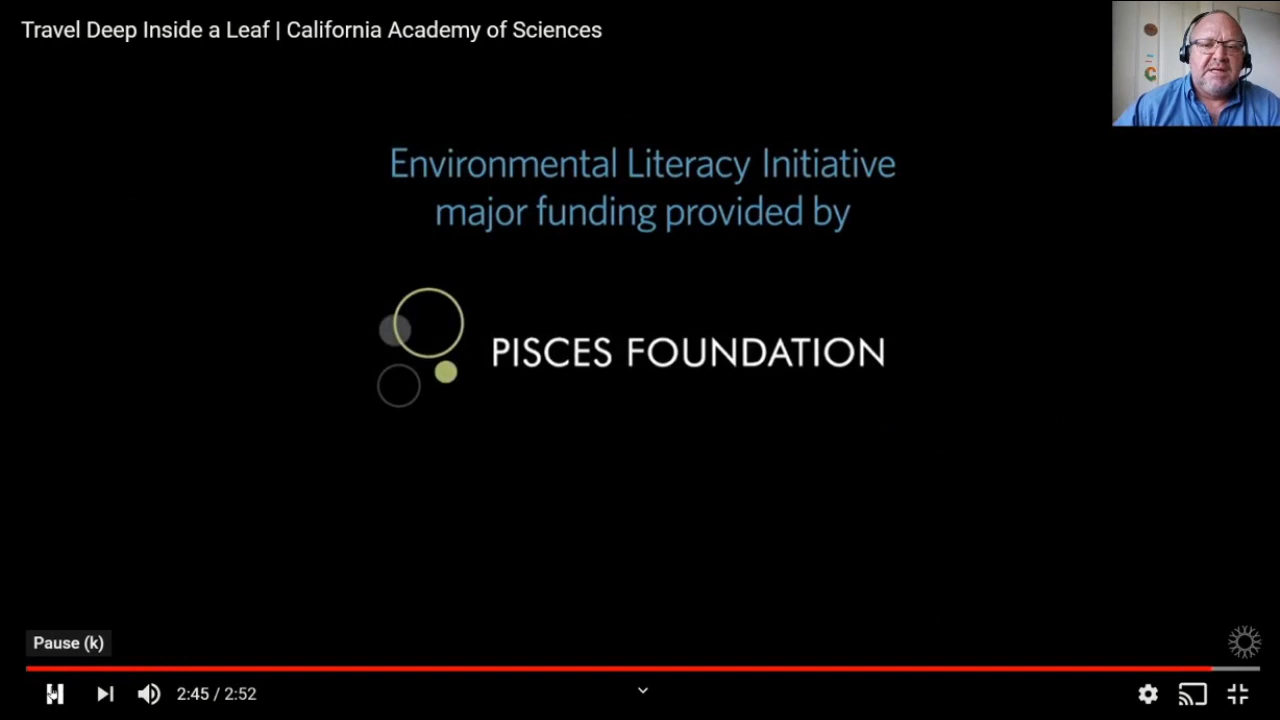 Travel Deep Inside a Leaf | California Academy of Sciences
Environmental Literacy Initiative
major funding provided by
PISCES FOUNDATION
Pause (k)
2:45 / 2:52